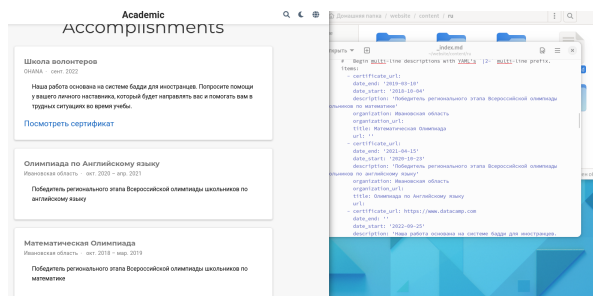 Academic
Accomplishments
Школа волонтеров
OHANA · сент. 2022
Наша работа основана на системе бадди для иностранцев. Попросите помощи
у вашего личного наставника, который будет направлять вас и помогать вам в
трудных ситуациях во время учебы.
Посмотреть сертификат
Олимпиада по Английскому языку
Ивановская область · окт. 2020 – апр. 2021
Победитель регионального этапа Всероссийской олимпиады школьников по
английскому языку
Математическая Олимпиада
Ивановская область · окт. 2018 – мар. 2019
Победитель регионального этапа Всероссийской олимпиады школьников по
математике
Домашняя папка / website / content / ru
ткрыть
_index.md
# Begin multi-line descriptions with YAML's `|2-` multi-line prefix.
items:
- certificate_url:
date_end: '2019-03-10'
date_start: '2018-10-04'
description: 'Победитель регионального этапа Всероссийской олимпиады
ольников по математике'
organization: Ивановская область
organization_url:
title: Математическая Олимпиада
url: ''
- certificate_url:
date_end: '2021-04-15'
date_start: '2020-10-23'
description: 'Победитель регионального этапа Всероссийской олимпиады
ольников по английскому языку'
organization: Ивановская область
organization_url:
title: Олимпиада по Английскому языку
url:
- certificate_url: https://www.datacamp.com
date_end: ''
date_start: '2022-09-25'
description: 'Наша работа основана на системе бадди для иностранцев.